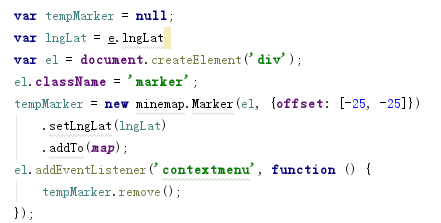 var tempMarker = null;
var lngLat = e.lngLat
var el = document.createElement('div');
el.className = 'marker';
tempMarker = new minemap.Marker(el, {offset: [-25, -25]})
.setLngLat(lngLat)
.addTo(map);
el.addEventListener('contextmenu', function () {
tempMarker.remove();
});